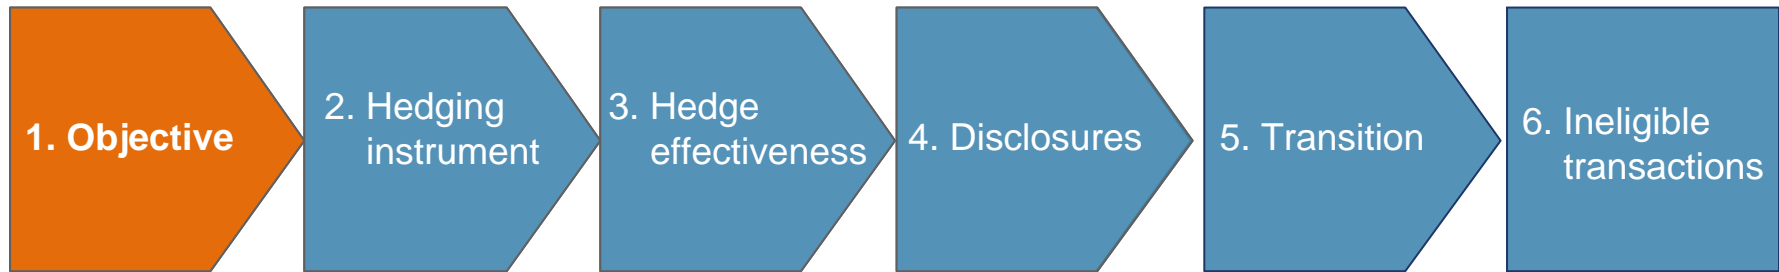 1. Objective
2. Hedging
instrument
3. Hedge
effectiveness
4. Disclosures
5. Transition
6. Ineligible
transactions